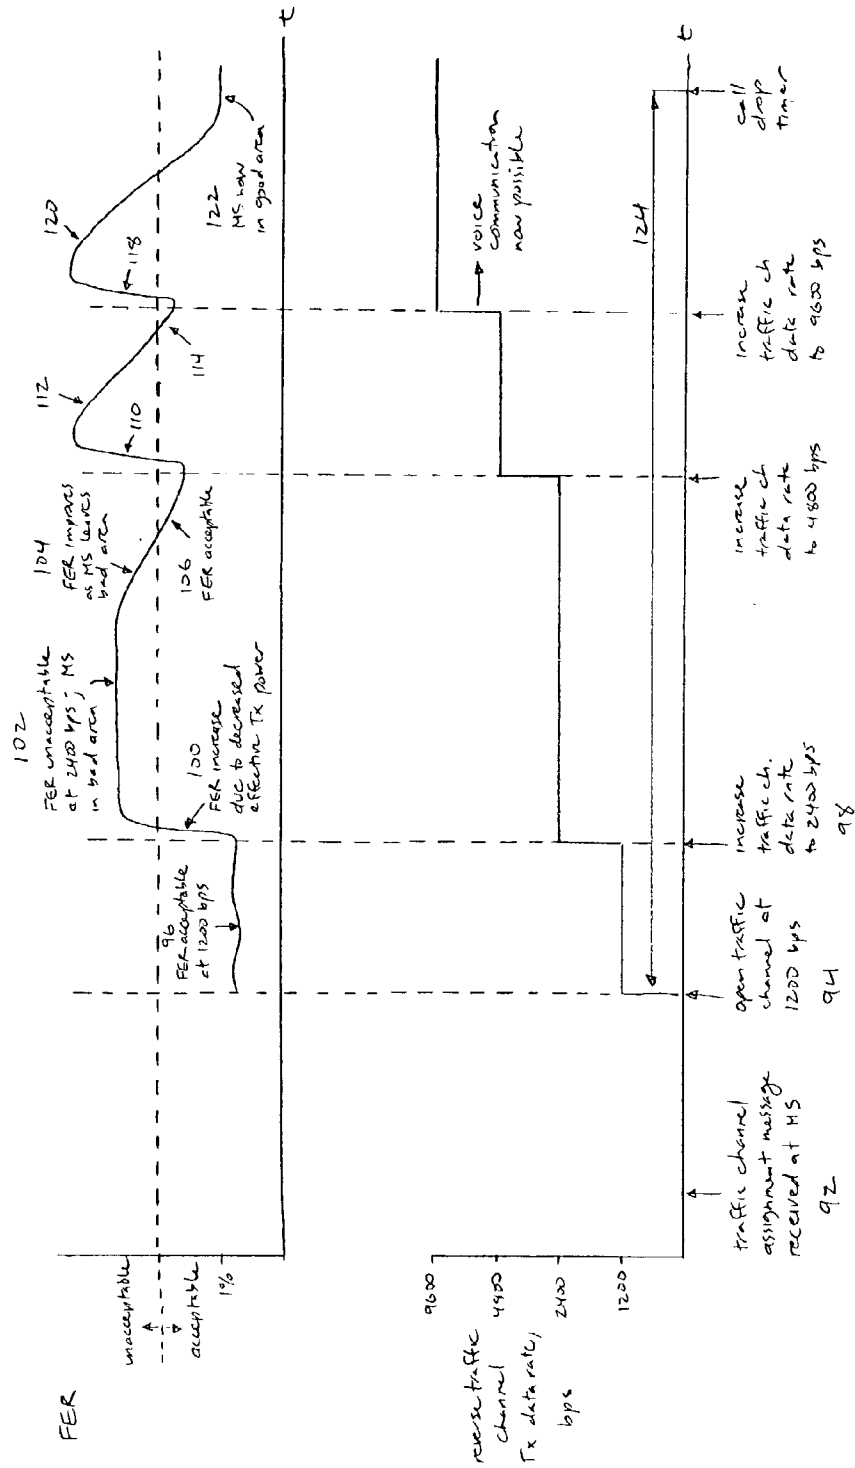 FER
unacceptable
acceptable
1%
96
FER acceptable
at 1200 bps
100
FER increase
due to decreased
effective Tx power
102
FER unacceptable
at 2400 bps; MS
in bad area
104
FER improves
as MS leaves
bad area
106
FER acceptable
110
112
114
118
120
122
MS now
in good area
t
reverse traffic
channel
Tx data rate,
bps
9600
4800
2400
1200
voice
communication
now possible
124
t
traffic channel
assignment message
received at MS
92
open traffic
channel at
1200 bps
94
increase
traffic ch.
data rate
to 2400 bps
98
increase
traffic ch
data rate
to 4800 bps
increase
traffic ch
data rate
to 9600 bps
call
drop
timer